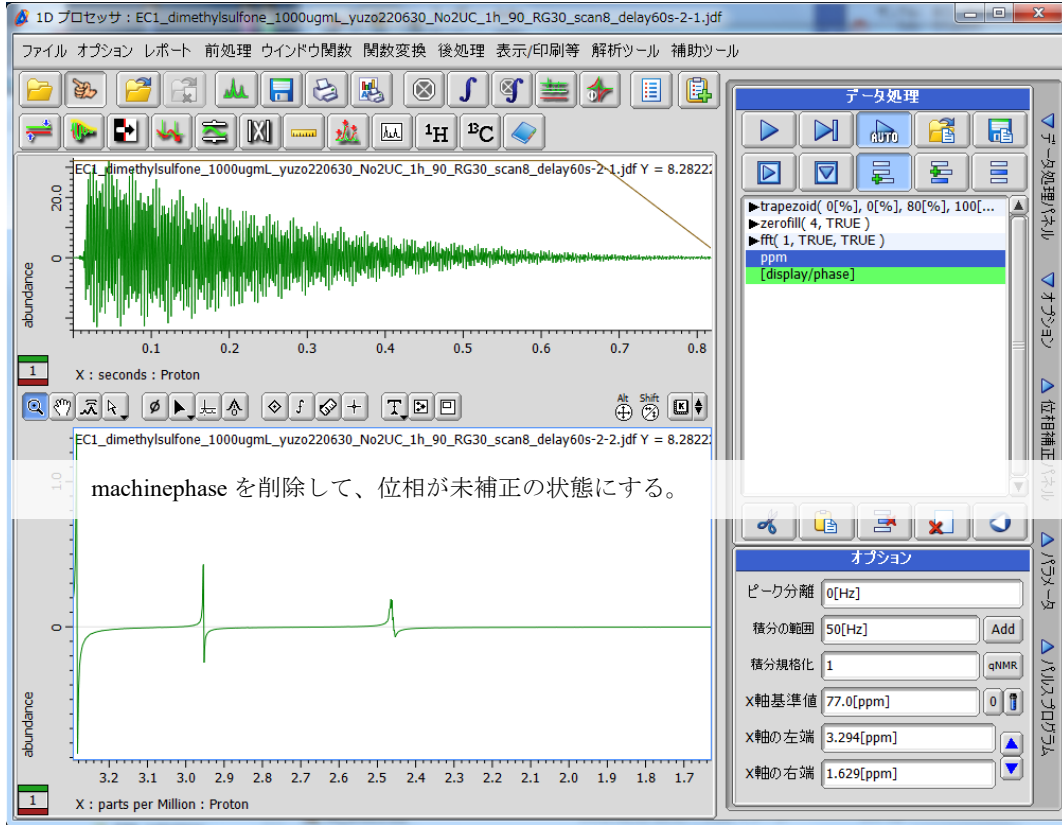 1D プロセッサ : EC1_dimethylsulfone_1000ugmL_yuzo220630_No2UC_1h_90_RG30_scan8_delay60s-2-1.jdf
ファイル オプション レポート 前処理 ウインドウ関数 関数変換 後処理 表示/印刷等 解析ツール 補助ツール
¹H ¹³C
EC1_dimethylsulfone_1000ugmL_yuzo220630_No2UC_1h_90_RG30_scan8_delay60s-2-1.jdf Y = 8.2822
20.0
0
abundance
0.1 0.2 0.3 0.4 0.5 0.6 0.7 0.8
1
X : seconds : Proton
Alt Shift
EC1_dimethylsulfone_1000ugmL_yuzo220630_No2UC_1h_90_RG30_scan8_delay60s-2-2.jdf Y = 8.2822
1.0
machinephase を削除して、位相が未補正の状態にする。
0
abundance
3.2 3.1 3.0 2.9 2.8 2.7 2.6 2.5 2.4 2.3 2.2 2.1 2.0 1.9 1.8 1.7
1
X : parts per Million : Proton
データ処理
AUTO
▶trapezoid( 0[%], 0[%], 80[%], 100[...
▶zerofill( 4, TRUE )
▶fft( 1, TRUE, TRUE )
ppm
[display/phase]
オプション
ピーク分離 0[Hz]
積分の範囲 50[Hz] Add
積分規格化 1 qNMR
X軸基準値 77.0[ppm] 0
X軸の左端 3.294[ppm]
X軸の右端 1.629[ppm]
データ処理パネル
オプション
位相補正パネル
パラメータ
パルスプログラム